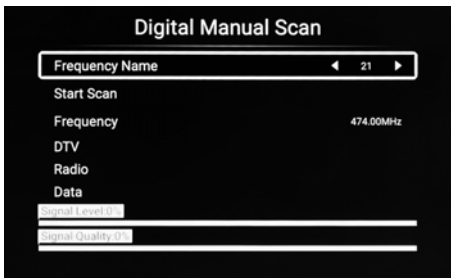 Digital Manual Scan
Frequency Name 21
Start Scan
Frequency 474.00MHz
DTV
Radio
Data
Signal Level:0%
Signal Quality:0%